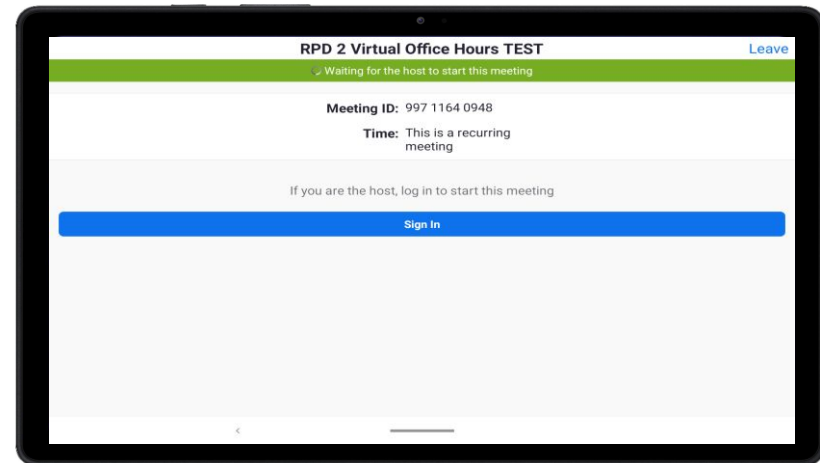 RPD 2 Virtual Office Hours TEST
Leave
Waiting for the host to start this meeting
Meeting ID: 997 1164 0948
Time: This is a recurring
meeting
If you are the host, log in to start this meeting
Sign In